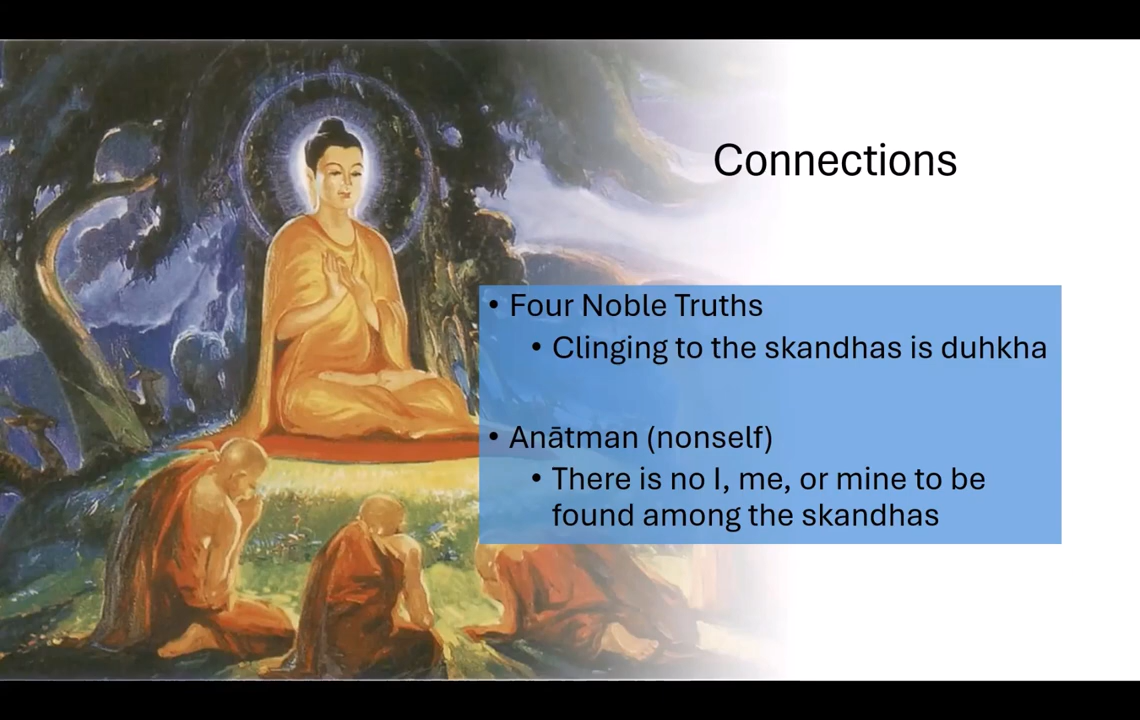 Connections
• Four Noble Truths
• Clinging to the skandhas is duhkha
• Anātman (nonself)
• There is no I, me, or mine to be
found among the skandhas